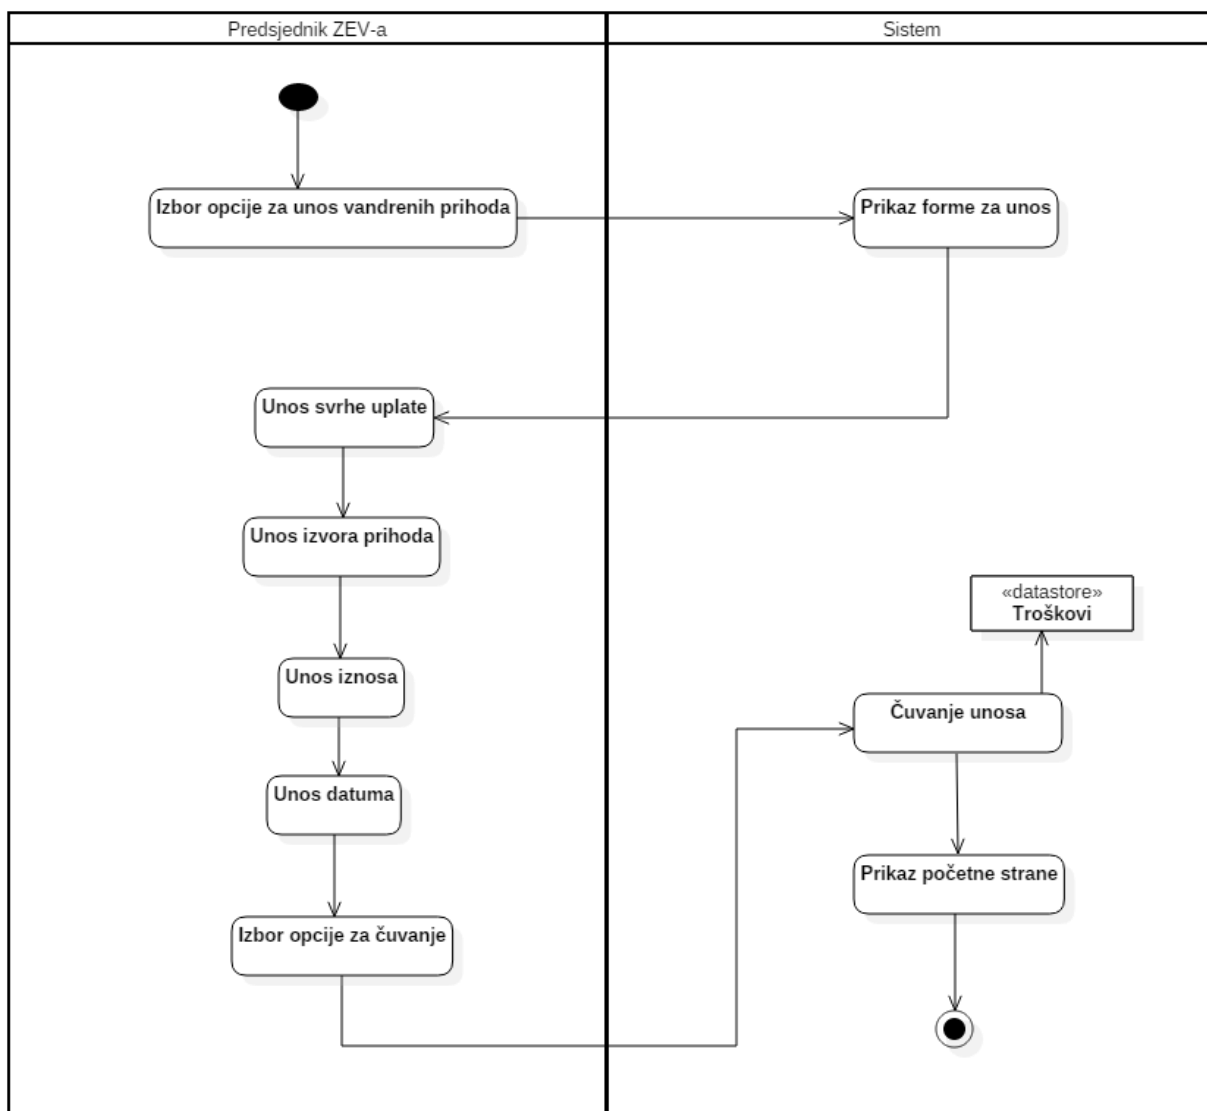 Predsjednik ZEV-a
Sistem
Izbor opcije za unos vandrenih prihoda
Prikaz forme za unos
Unos svrhe uplate
Unos izvora prihoda
«datastore»
Troškovi
Unos iznosa
Čuvanje unosa
Unos datuma
Prikaz početne strane
Izbor opcije za čuvanje